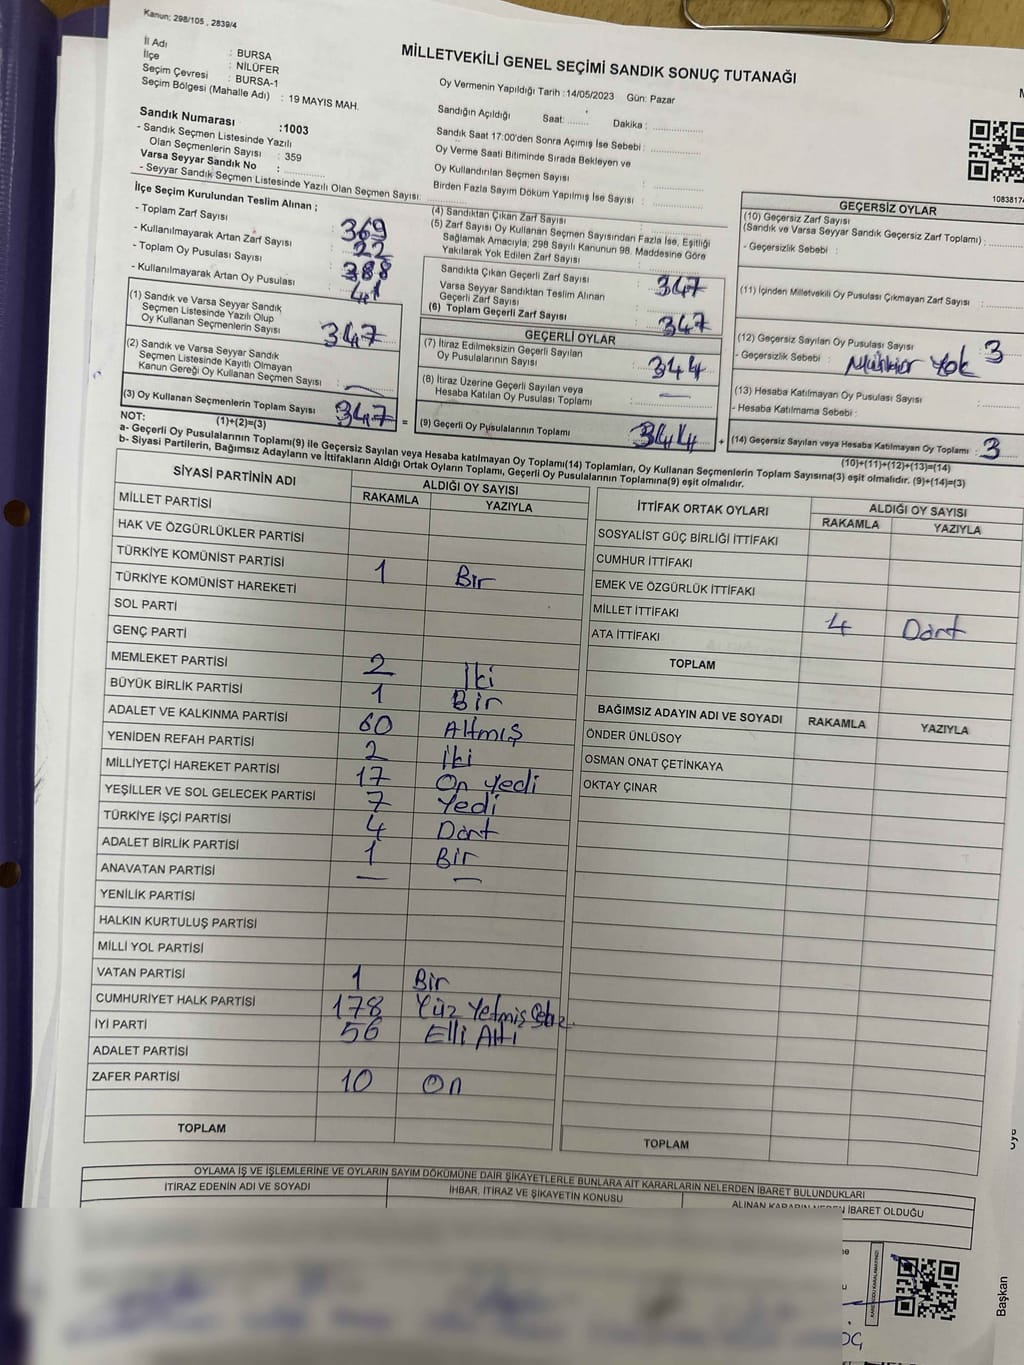 Kanun; 298/105 , 2839/4
MİLLETVEKİLİ GENEL SEÇİMİ SANDIK SONUÇ TUTANAĞI
İl Adı : BURSA
İlçe : NİLÜFER
Seçim Çevresi : BURSA-1
Seçim Bölgesi (Mahalle Adı) : 19 MAYIS MAH.
Sandık Numarası :1003
- Sandık Seçmen Listesinde Yazılı
Olan Seçmenlerin Sayısı : 359
Varsa Seyyar Sandık No :
- Seyyar Sandık Seçmen Listesinde Yazılı Olan Seçmen Sayısı:
Oy Vermenin Yapıldığı Tarih :14/05/2023 Gün: Pazar
Sandığın Açıldığı Saat: Dakika :
Sandık Saat 17:00'den Sonra Açımış İse Sebebi :
Oy Verme Saati Bitiminde Sırada Bekleyen ve
Oy Kullandırılan Seçmen Sayısı :
Birden Fazla Sayım Döküm Yapılmış İse Sayısı :
1083817
İlçe Seçim Kurulundan Teslim Alınan ;
- Toplam Zarf Sayısı : 369
- Kullanılmayarak Artan Zarf Sayısı : 22
- Toplam Oy Pusulası Sayısı : 388
- Kullanılmayarak Artan Oy Pusulası : 41
(1) Sandık ve Varsa Seyyar Sandık
Seçmen Listesinde Yazılı Olup
Oy Kullanan Seçmenlerin Sayısı : 347
(2) Sandık ve Varsa Seyyar Sandık
Seçmen Listesinde Kayıtlı Olmayan
Kanun Gereği Oy Kullanan Seçmen Sayısı : —
(3) Oy Kullanan Seçmenlerin Toplam Sayısı : 347 =
(1)+(2)=(3)
(4) Sandıktan Çıkan Zarf Sayısı
(5) Zarf Sayısı Oy Kullanan Seçmen Sayısından Fazla İse, Eşitliği
Sağlamak Amacıyla, 298 Sayılı Kanunun 98. Maddesine Göre
Yakılarak Yok Edilen Zarf Sayısı :
Sandıkta Çıkan Geçerli Zarf Sayısı : 347
Varsa Seyyar Sandıktan Teslim Alınan
Geçerli Zarf Sayısı :
(6) Toplam Geçerli Zarf Sayısı : 347
GEÇERLİ OYLAR
(7) İtiraz Edilmeksizin Geçerli Sayılan
Oy Pusulalarının Sayısı : 344
(8) İtiraz Üzerine Geçerli Sayılan veya
Hesaba Katılan Oy Pusulası Toplamı : —
(9) Geçerli Oy Pusulalarının Toplamı : 344 +
GEÇERSİZ OYLAR
(10) Geçersiz Zarf Sayısı
(Sandık ve Varsa Seyyar Sandık Geçersiz Zarf Toplamı) :
- Geçersizlik Sebebi :
(11) İçinden Milletvekili Oy Pusulası Çıkmayan Zarf Sayısı :
(12) Geçersiz Sayılan Oy Pusulası Sayısı : 3
- Geçersizlik Sebebi : Mühür Yok
(13) Hesaba Katılmayan Oy Pusulası Sayısı :
- Hesaba Katılmama Sebebi :
(14) Geçersiz Sayılan veya Hesaba Katılmayan Oy Toplamı : 3
(10)+(11)+(12)+(13)=(14)
NOT:
a- Geçerli Oy Pusulalarının Toplamı(9) ile Geçersiz Sayılan veya Hesaba katılmayan Oy Toplamı(14) Toplamları, Oy Kullanan Seçmenlerin Toplam Sayısına(3) eşit olmalıdır. (9)+(14)=(3)
b- Siyasi Partilerin, Bağımsız Adayların ve İttifakların Aldığı Ortak Oyların Toplamı, Geçerli Oy Pusulalarının Toplamına(9) eşit olmalıdır.
SİYASİ PARTİNİN ADI ALDIĞI OY SAYISI
RAKAMLA YAZIYLA
MİLLET PARTİSİ
HAK VE ÖZGÜRLÜKLER PARTİSİ
TÜRKİYE KOMÜNİST PARTİSİ 1 Bir
TÜRKİYE KOMÜNİST HAREKETİ
SOL PARTİ
GENÇ PARTİ
MEMLEKET PARTİSİ 2 İki
BÜYÜK BİRLİK PARTİSİ 1 Bir
ADALET VE KALKINMA PARTİSİ 60 Altmış
YENİDEN REFAH PARTİSİ 2 İki
MİLLİYETÇİ HAREKET PARTİSİ 17 On yedi
YEŞİLLER VE SOL GELECEK PARTİSİ 7 Yedi
TÜRKİYE İŞÇİ PARTİSİ 4 Dört
ADALET BİRLİK PARTİSİ 1 Bir
ANAVATAN PARTİSİ — —
YENİLİK PARTİSİ
HALKIN KURTULUŞ PARTİSİ
MİLLİ YOL PARTİSİ
VATAN PARTİSİ 1 Bir
CUMHURİYET HALK PARTİSİ 178 Yüz Yetmiş
İYİ PARTİ 56 Elli Altı
ADALET PARTİSİ
ZAFER PARTİSİ 10 On
TOPLAM
İTTİFAK ORTAK OYLARI ALDIĞI OY SAYISI
RAKAMLA YAZIYLA
SOSYALİST GÜÇ BİRLİĞİ İTTİFAKI
CUMHUR İTTİFAKI
EMEK VE ÖZGÜRLÜK İTTİFAKI
MİLLET İTTİFAKI 4 Dört
ATA İTTİFAKI
TOPLAM
BAĞIMSIZ ADAYIN ADI VE SOYADI RAKAMLA YAZIYLA
ÖNDER ÜNLÜSOY
OSMAN ONAT ÇETİNKAYA
OKTAY ÇINAR
TOPLAM
OYLAMA İŞ VE İŞLEMLERİNE VE OYLARIN SAYIM DÖKÜMÜNE DAİR ŞİKAYETLERLE BUNLARA AİT KARARLARIN NELERDEN İBARET BULUNDUKLARI
İTİRAZ EDENİN ADI VE SOYADI İHBAR, İTİRAZ VE ŞİKAYETİN KONUSU ALINAN KARARIN NEDEN İBARET OLDUĞU
Başkan